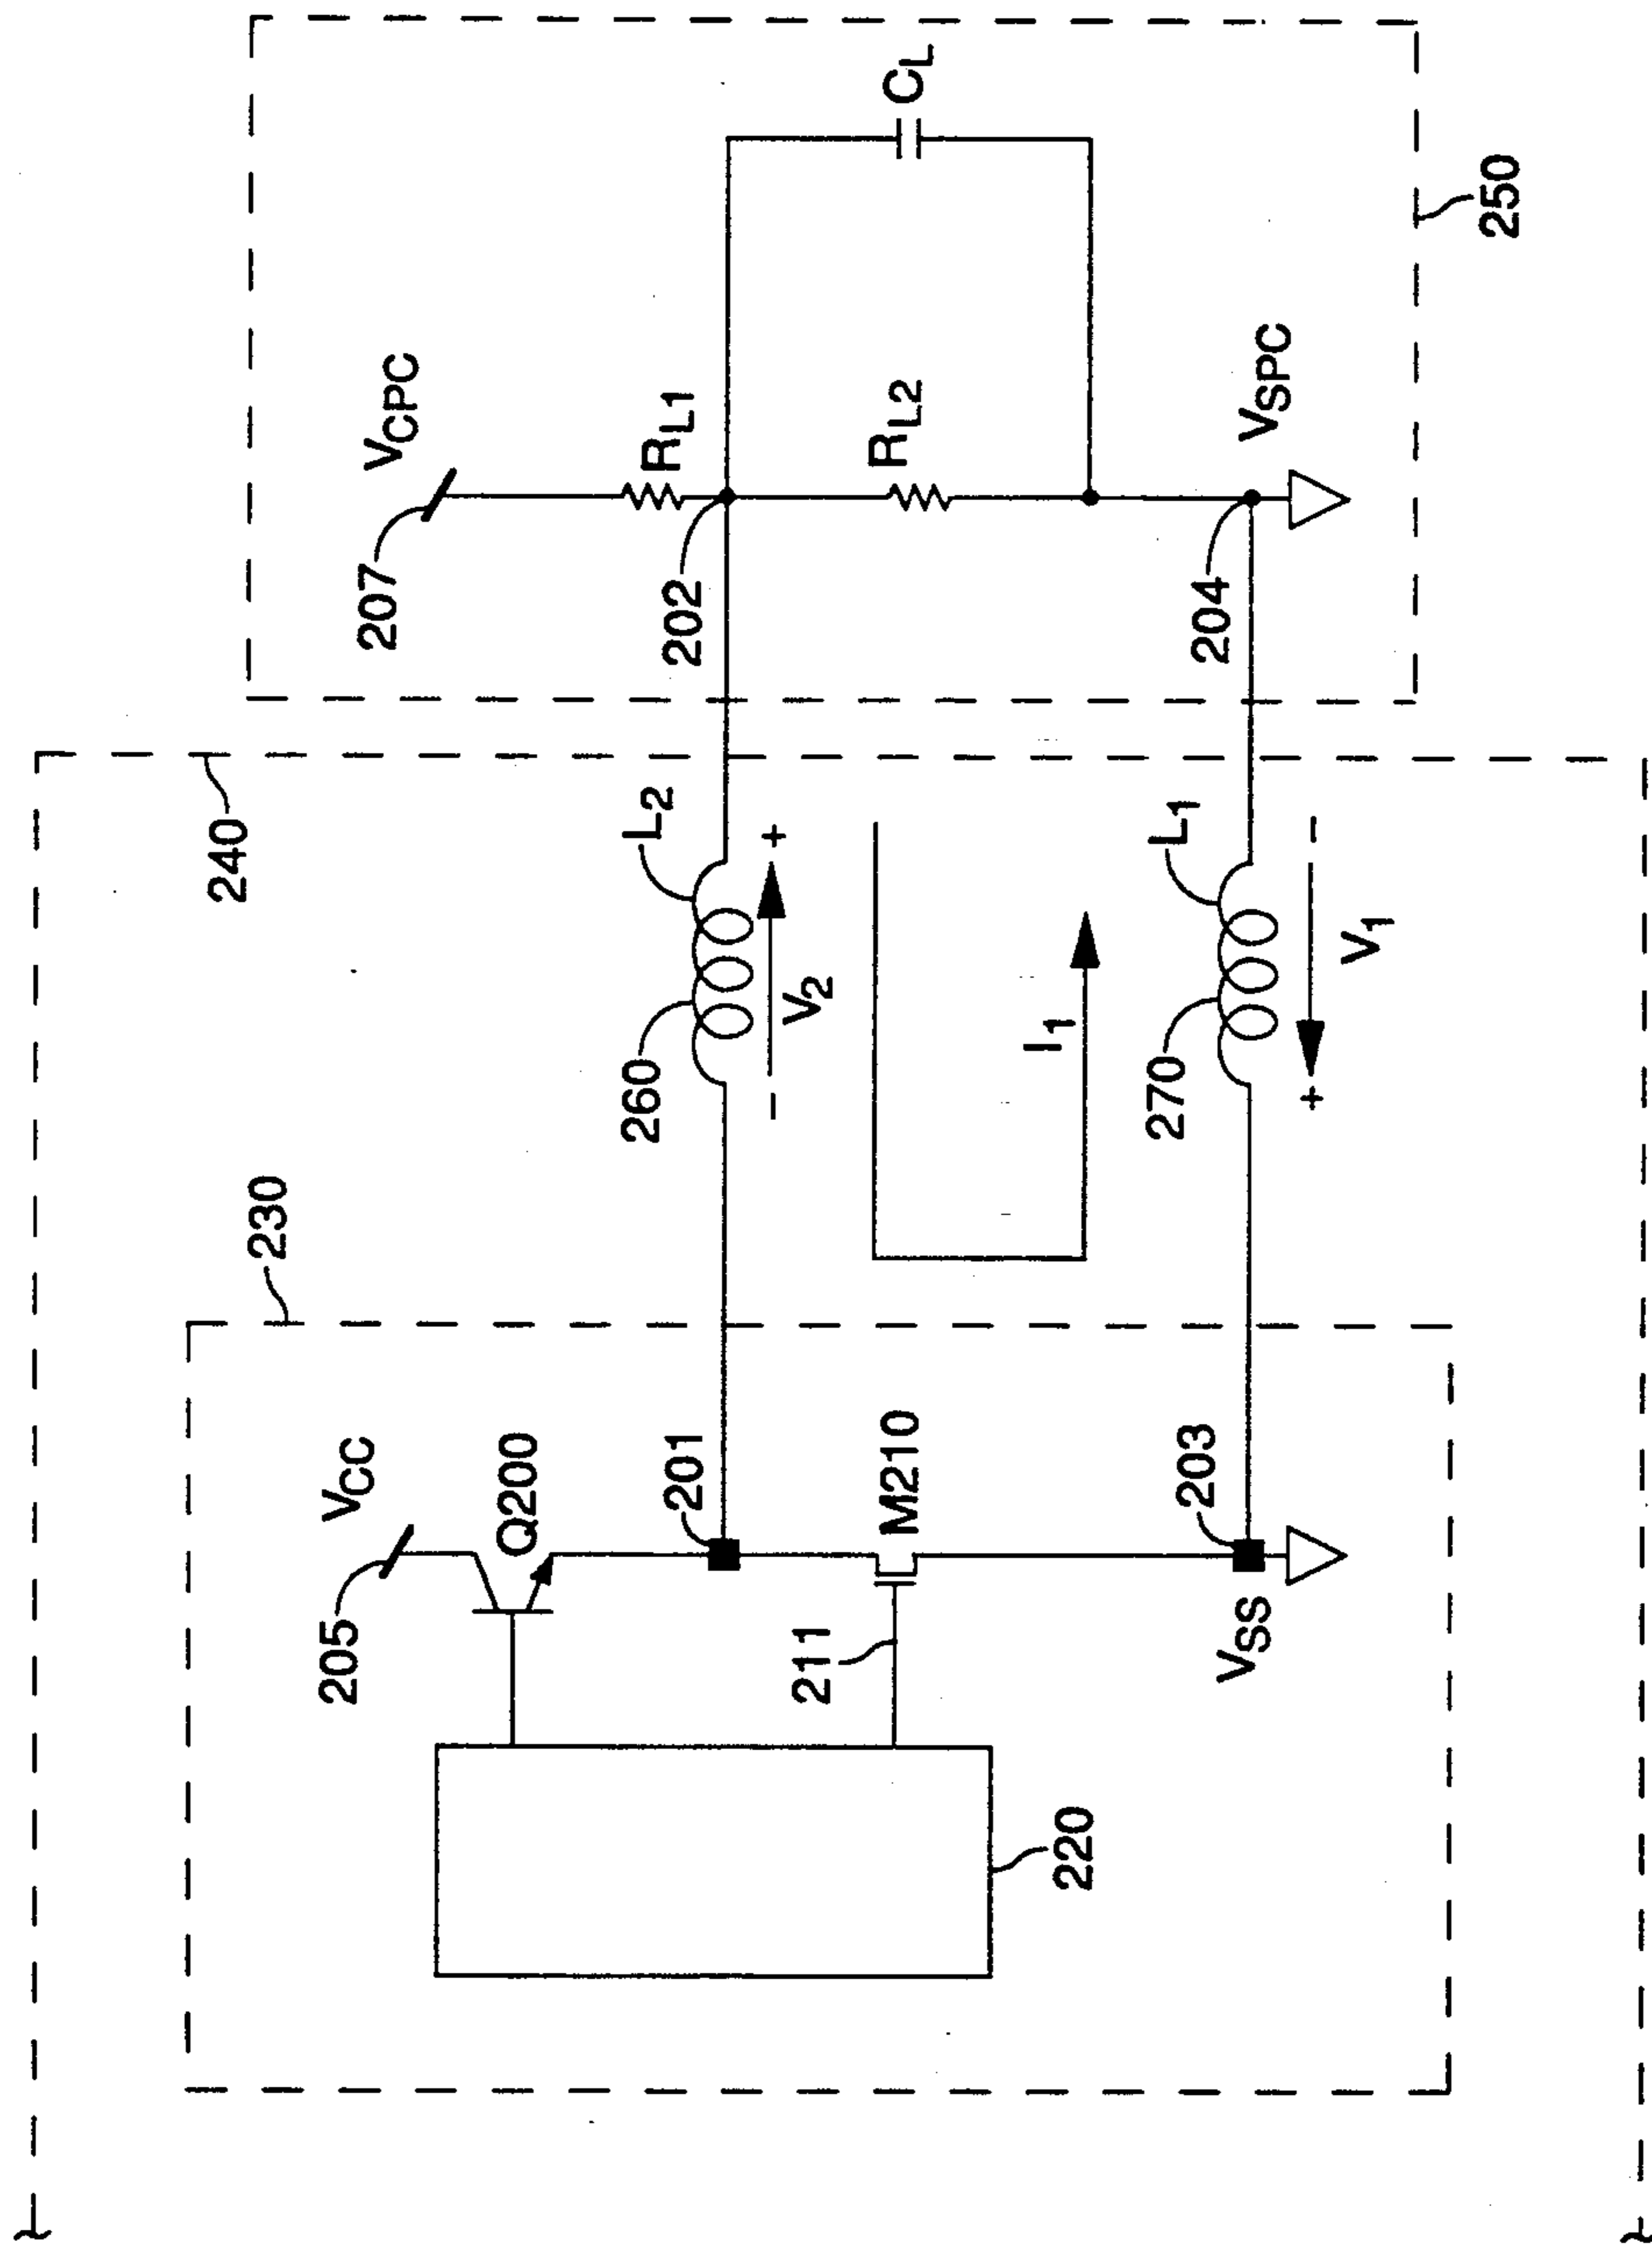 240
230
250
V_CC
205
Q200
201
211
M210
203
V_SS
220
260
L_2
- +
V_2
I_1
270
L_1
+ -
V_1
V_CPC
207
R_L1
202
R_L2
C_L
204
V_SPC